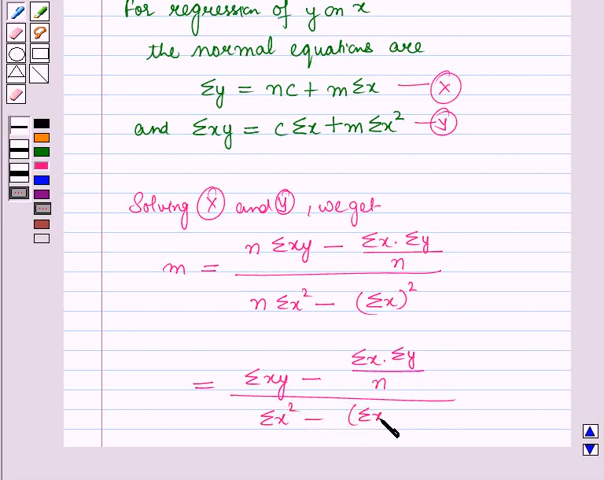 For regression of y on x
the normal equations are
Σy = nc + mΣx — (x)
and Σxy = cΣx + mΣx² — (y)
Solving (x) and (y), we get
m = (n Σxy − (Σx · Σy)/n) / (n Σx² − (Σx)²)
= (Σxy − (Σx · Σy)/n) / (Σx² − (Σx